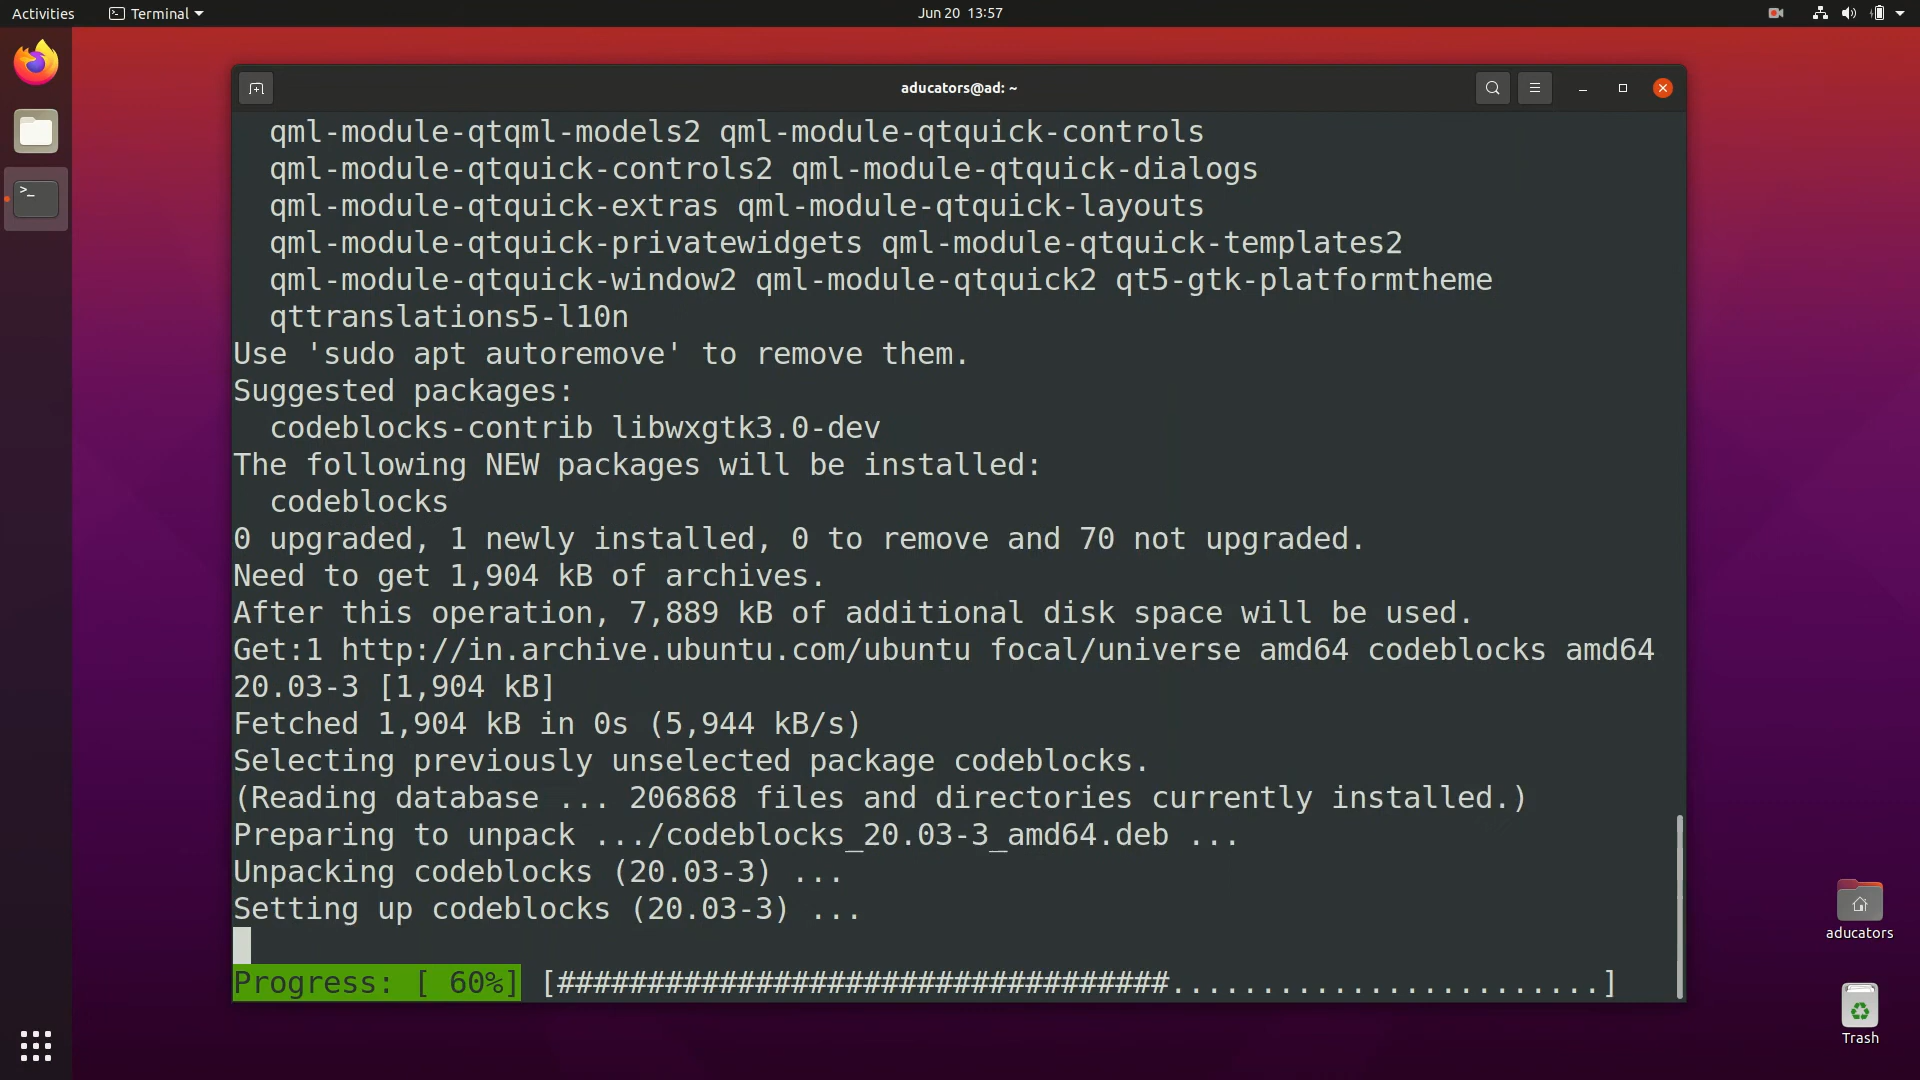 Activities
Terminal
Jun 20 13:57
aducators@ad: ~
qml-module-qtqml-models2 qml-module-qtquick-controls
qml-module-qtquick-controls2 qml-module-qtquick-dialogs
qml-module-qtquick-extras qml-module-qtquick-layouts
qml-module-qtquick-privatewidgets qml-module-qtquick-templates2
qml-module-qtquick-window2 qml-module-qtquick2 qt5-gtk-platformtheme
qttranslations5-l10n
Use 'sudo apt autoremove' to remove them.
Suggested packages:
codeblocks-contrib libwxgtk3.0-dev
The following NEW packages will be installed:
codeblocks
0 upgraded, 1 newly installed, 0 to remove and 70 not upgraded.
Need to get 1,904 kB of archives.
After this operation, 7,889 kB of additional disk space will be used.
Get:1 http://in.archive.ubuntu.com/ubuntu focal/universe amd64 codeblocks amd64
20.03-3 [1,904 kB]
Fetched 1,904 kB in 0s (5,944 kB/s)
Selecting previously unselected package codeblocks.
(Reading database ... 206868 files and directories currently installed.)
Preparing to unpack .../codeblocks_20.03-3_amd64.deb ...
Unpacking codeblocks (20.03-3) ...
Setting up codeblocks (20.03-3) ...
Progress: [ 60%] [##################################........................]
aducators
Trash